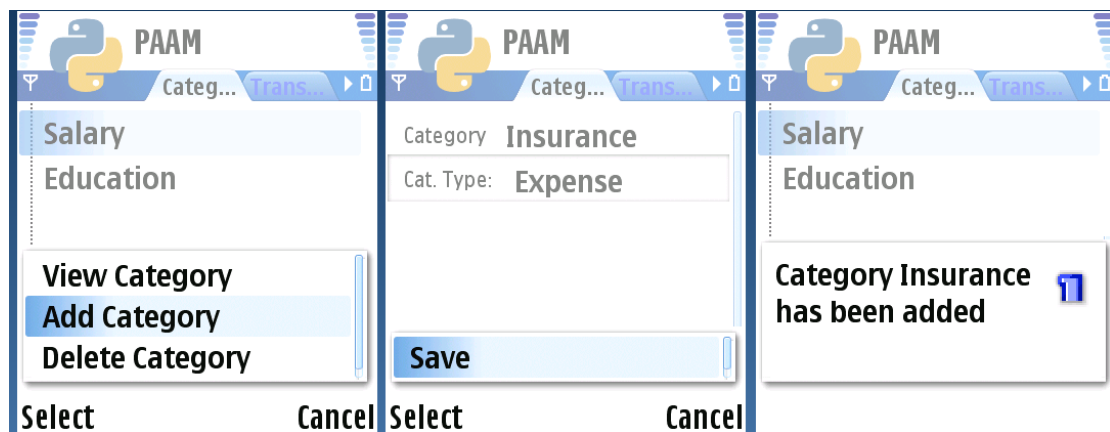 PAAM
Categ... Trans...
Salary
Education
View Category
Add Category
Delete Category
Select Cancel
PAAM
Categ... Trans...
Category Insurance
Cat. Type: Expense
Save
Select Cancel
PAAM
Categ... Trans...
Salary
Education
Category Insurance
has been added